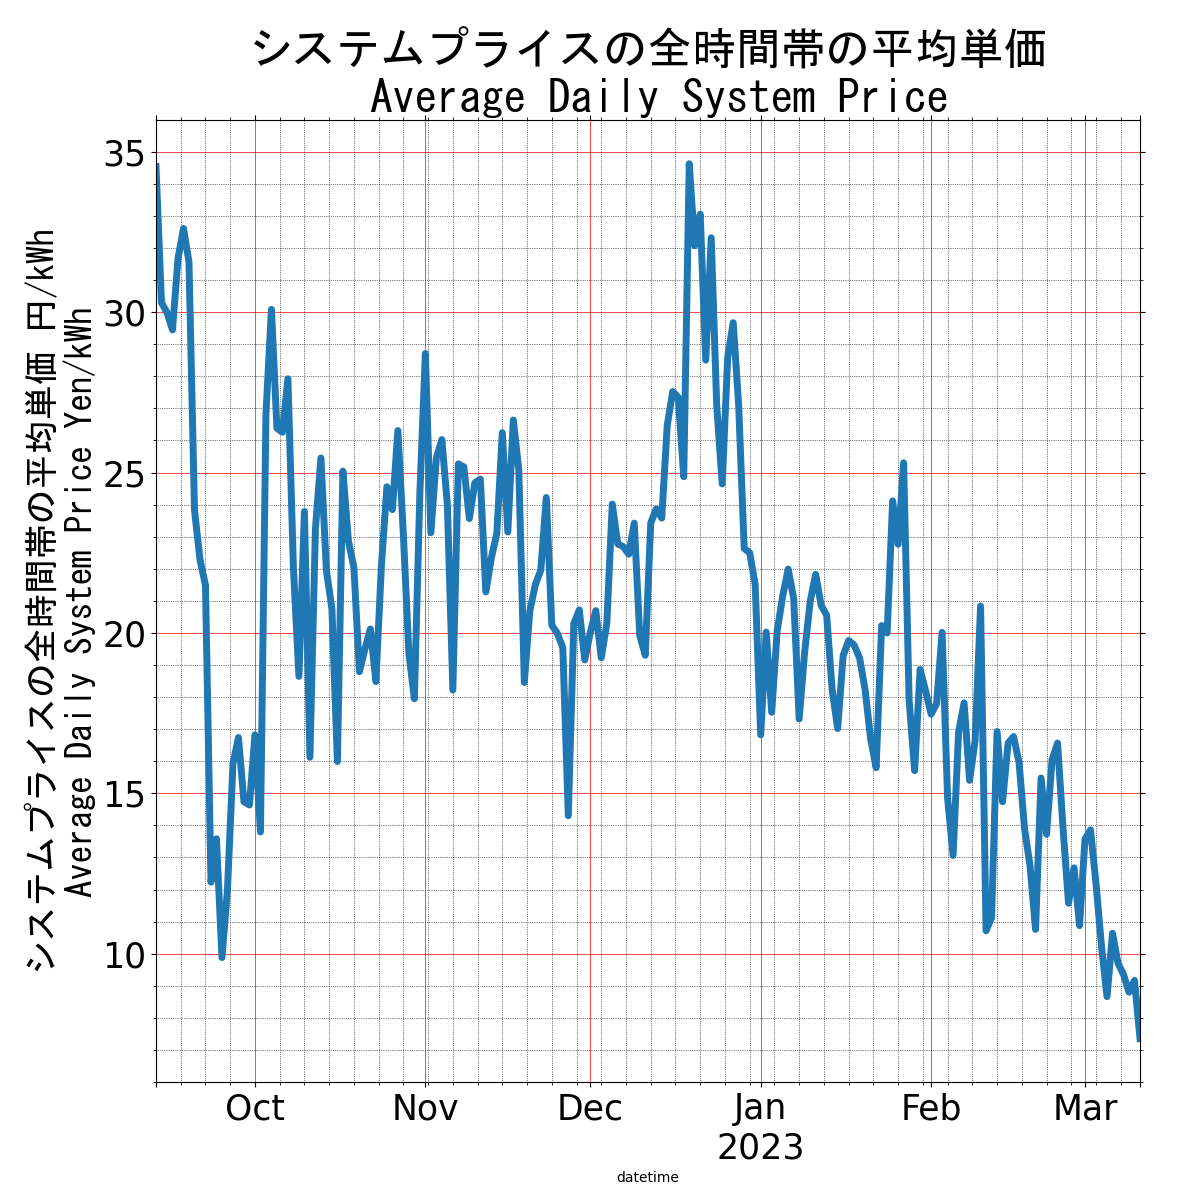 システムプライスの全時間帯の平均単価
Average Daily System Price
システムプライスの全時間帯の平均単価 円/kWh
Average Daily System Price Yen/kWh
35
30
25
20
15
10
Oct
Nov
Dec
Jan
2023
Feb
Mar
datetime